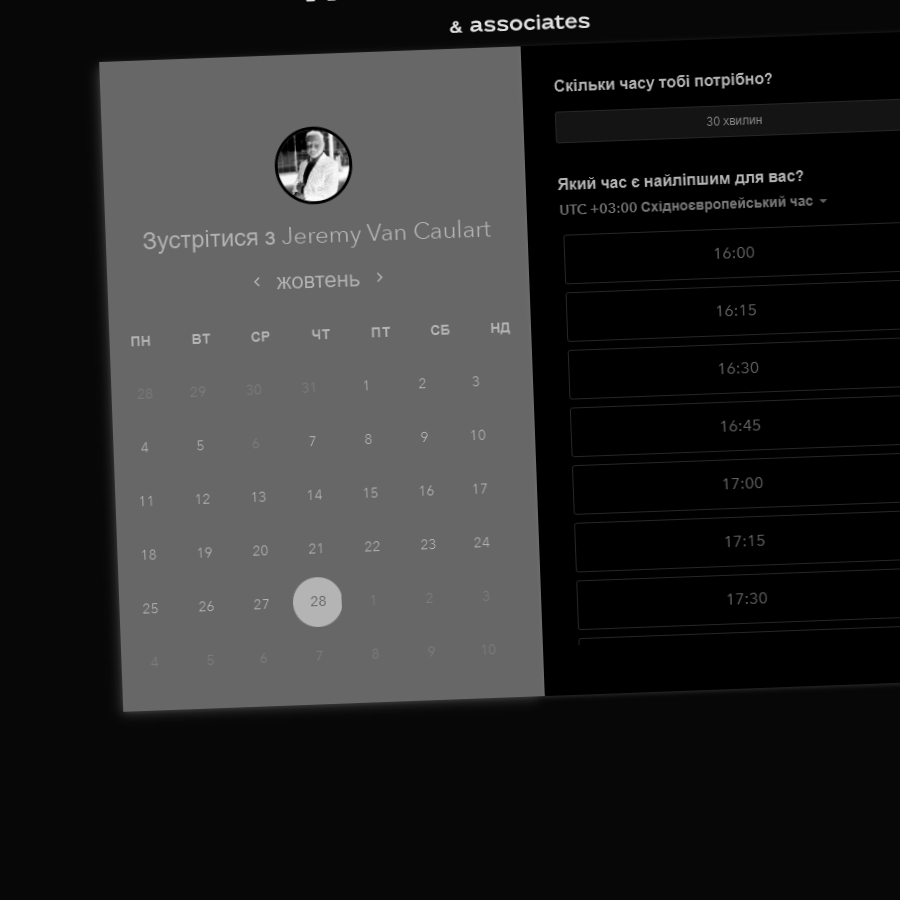 & associates
Зустрітися з Jeremy Van Caulart
жовтень
ПН ВТ СР ЧТ ПТ СБ НД
28 29 30 31 1 2 3
4 5 6 7 8 9 10
11 12 13 14 15 16 17
18 19 20 21 22 23 24
25 26 27 28 1 2 3
4 5 6 7 8 9 10
Скільки часу тобі потрібно?
30 хвилин
Який час є найліпшим для вас?
UTC +03:00 Східноєвропейський час
16:00
16:15
16:30
16:45
17:00
17:15
17:30